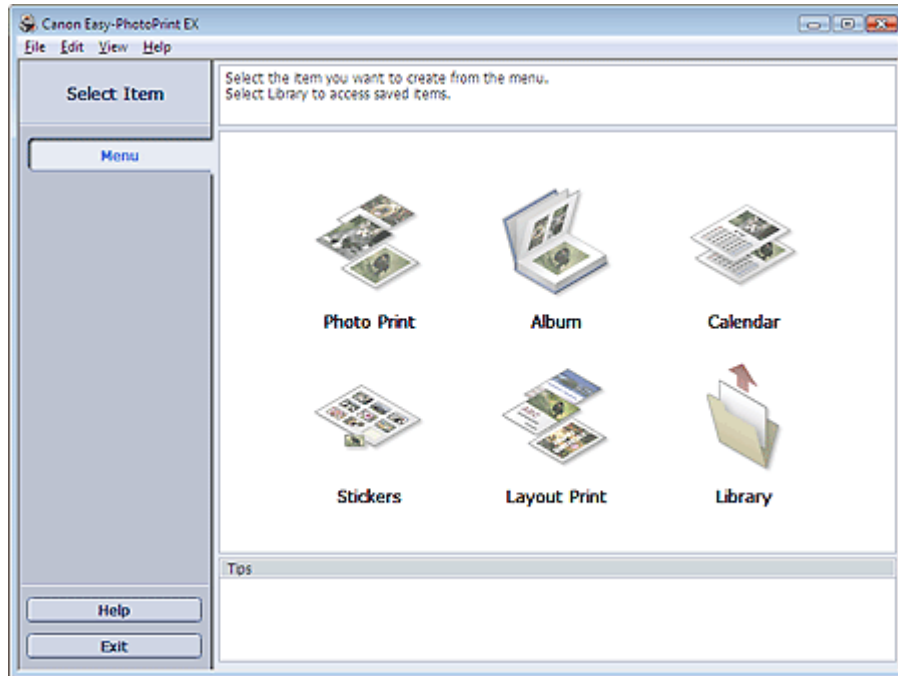 Canon Easy-PhotoPrint EX
File Edit View Help
Select Item
Select the item you want to create from the menu.
Select Library to access saved items.
Menu
Photo Print
Album
Calendar
Stickers
Layout Print
Library
Tips
Help
Exit